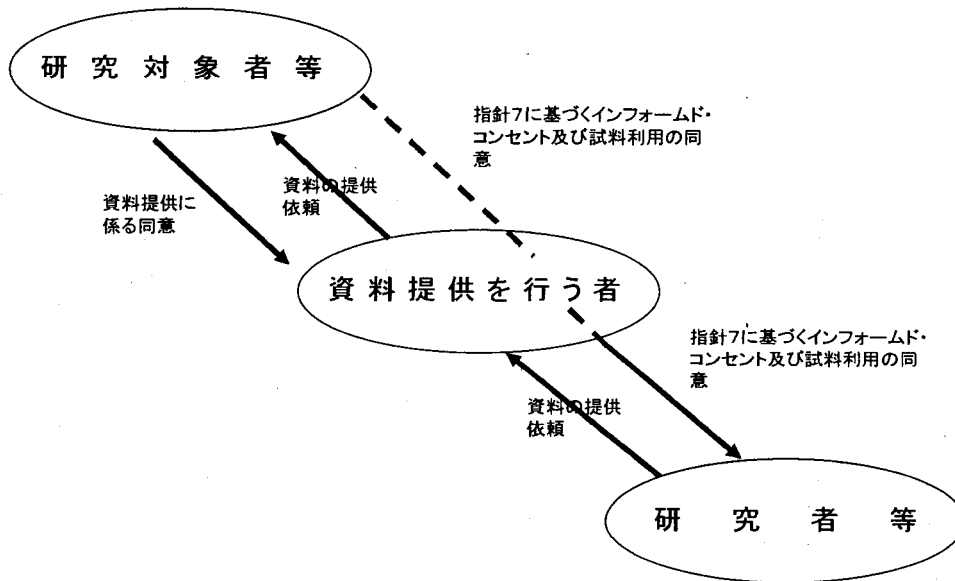 研究対象者等
指針7に基づくインフォームド・
コンセント及び試料利用の同
意
資料の提供
依頼
資料提供に
係る同意
資料提供を行う者
指針7に基づくインフォームド・
コンセント及び試料利用の同
意
資料の提供
依頼
研究者等